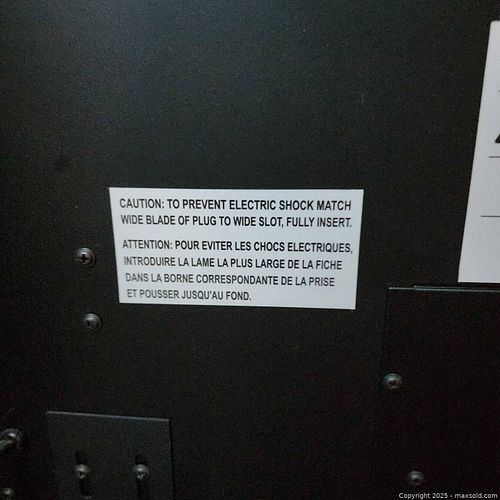 CAUTION: TO PREVENT ELECTRIC SHOCK MATCH
WIDE BLADE OF PLUG TO WIDE SLOT, FULLY INSERT.
ATTENTION: POUR EVITER LES CHOCS ELECTRIQUES,
INTRODUIRE LA LAME LA PLUS LARGE DE LA FICHE
DANS LA BORNE CORRESPONDANTE DE LA PRISE
ET POUSSER JUSQU'AU FOND.
Copyright 2025 - maxsold.com